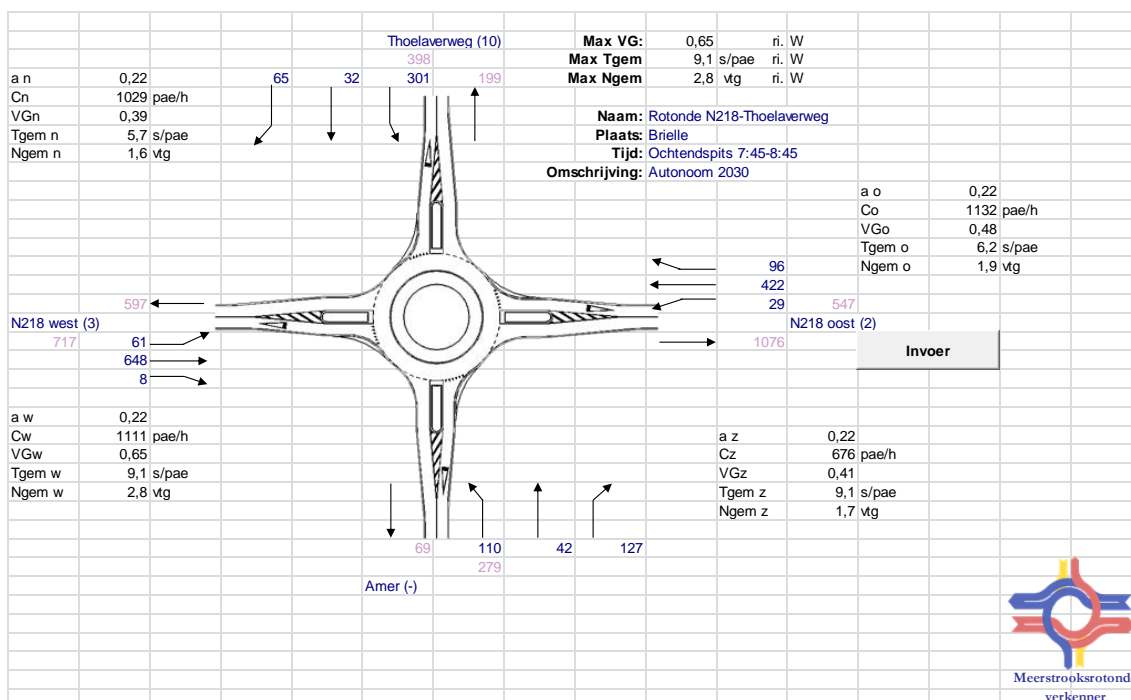 Thoelaverweg (10) Max VG: 0,65 ri. W
398 Max Tgem 9,1 s/pae ri. W
a n 0,22 65 32 301 199 Max Ngem 2,8 vtg ri. W
Cn 1029 pae/h
VGn 0,39 Naam: Rotonde N218-Thoelaverweg
Tgem n 5,7 s/pae Plaats: Brielle
Ngem n 1,6 vtg Tijd: Ochtendspits 7:45-8:45
Omschrijving: Autonoom 2030
a o 0,22
Co 1132 pae/h
VGo 0,48
Tgem o 6,2 s/pae
96 Ngem o 1,9 vtg
422
597 29 547
N218 west (3) N218 oost (2)
717 61 1076 Invoer
648
8
a w 0,22
Cw 1111 pae/h a z 0,22
VGw 0,65 Cz 676 pae/h
Tgem w 9,1 s/pae VGz 0,41
Ngem w 2,8 vtg Tgem z 9,1 s/pae
Ngem z 1,7 vtg
69 110 42 127
279
Amer (-)
Meerstrooksrotond
verkenner